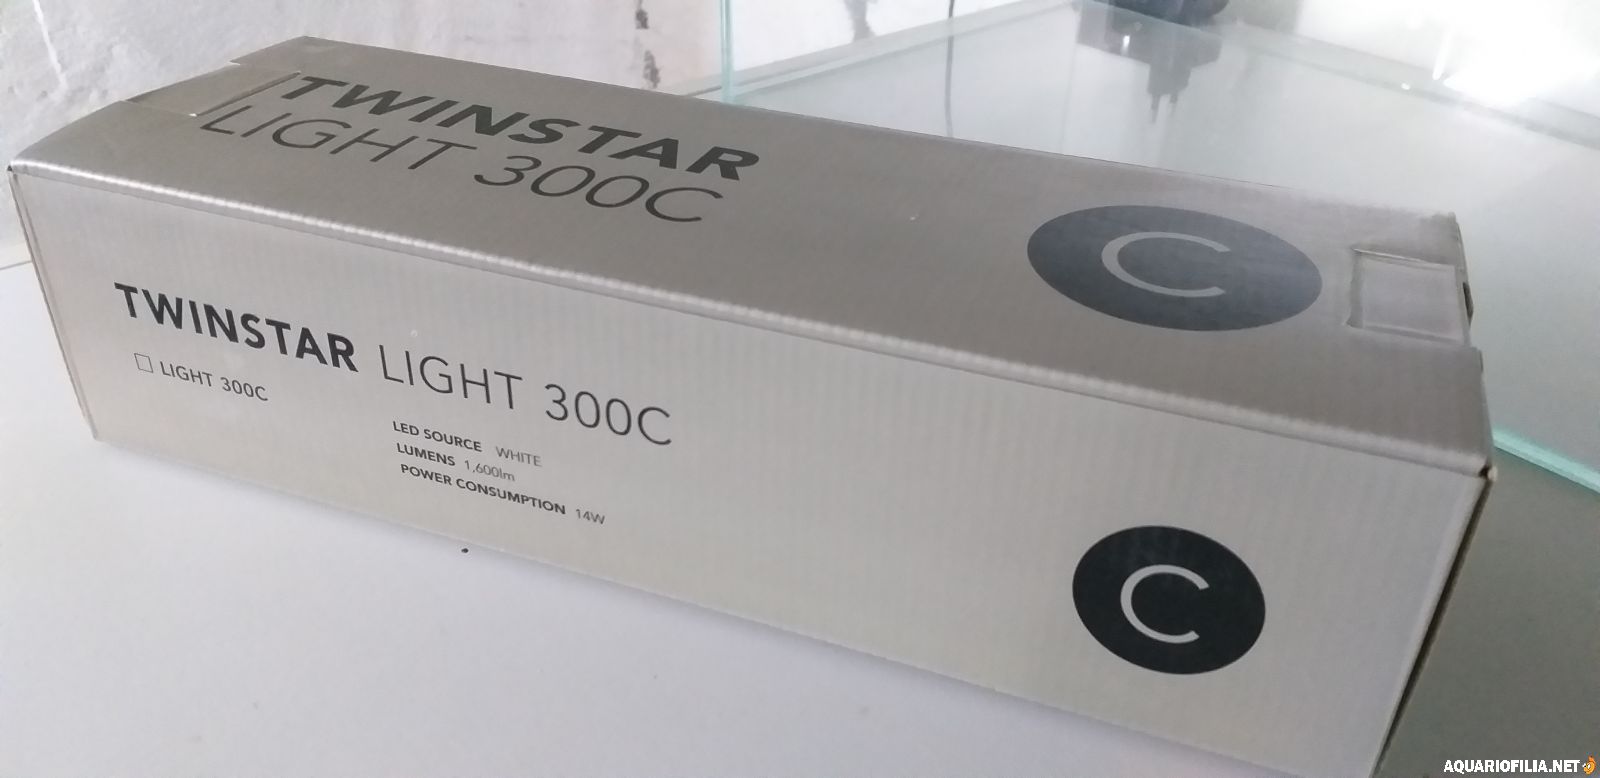 TWINSTAR
LIGHT 300C
C
TWINSTAR LIGHT 300C
LIGHT 300C
LED SOURCE WHITE
LUMENS 1,600lm
POWER CONSUMPTION 14W
C
AQUARIOFILIA.NET